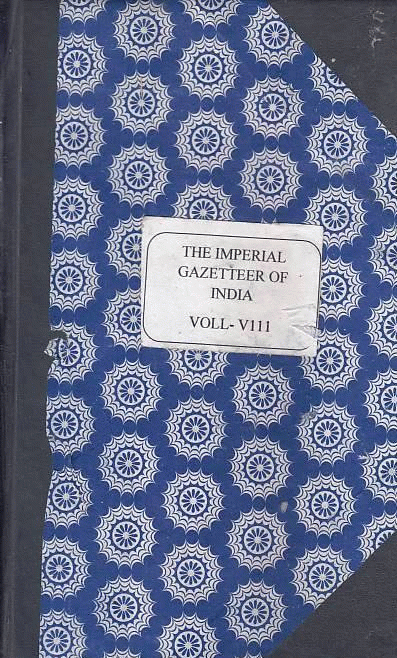 THE IMPERIAL
GAZETTEER OF
INDIA
VOLL- V111